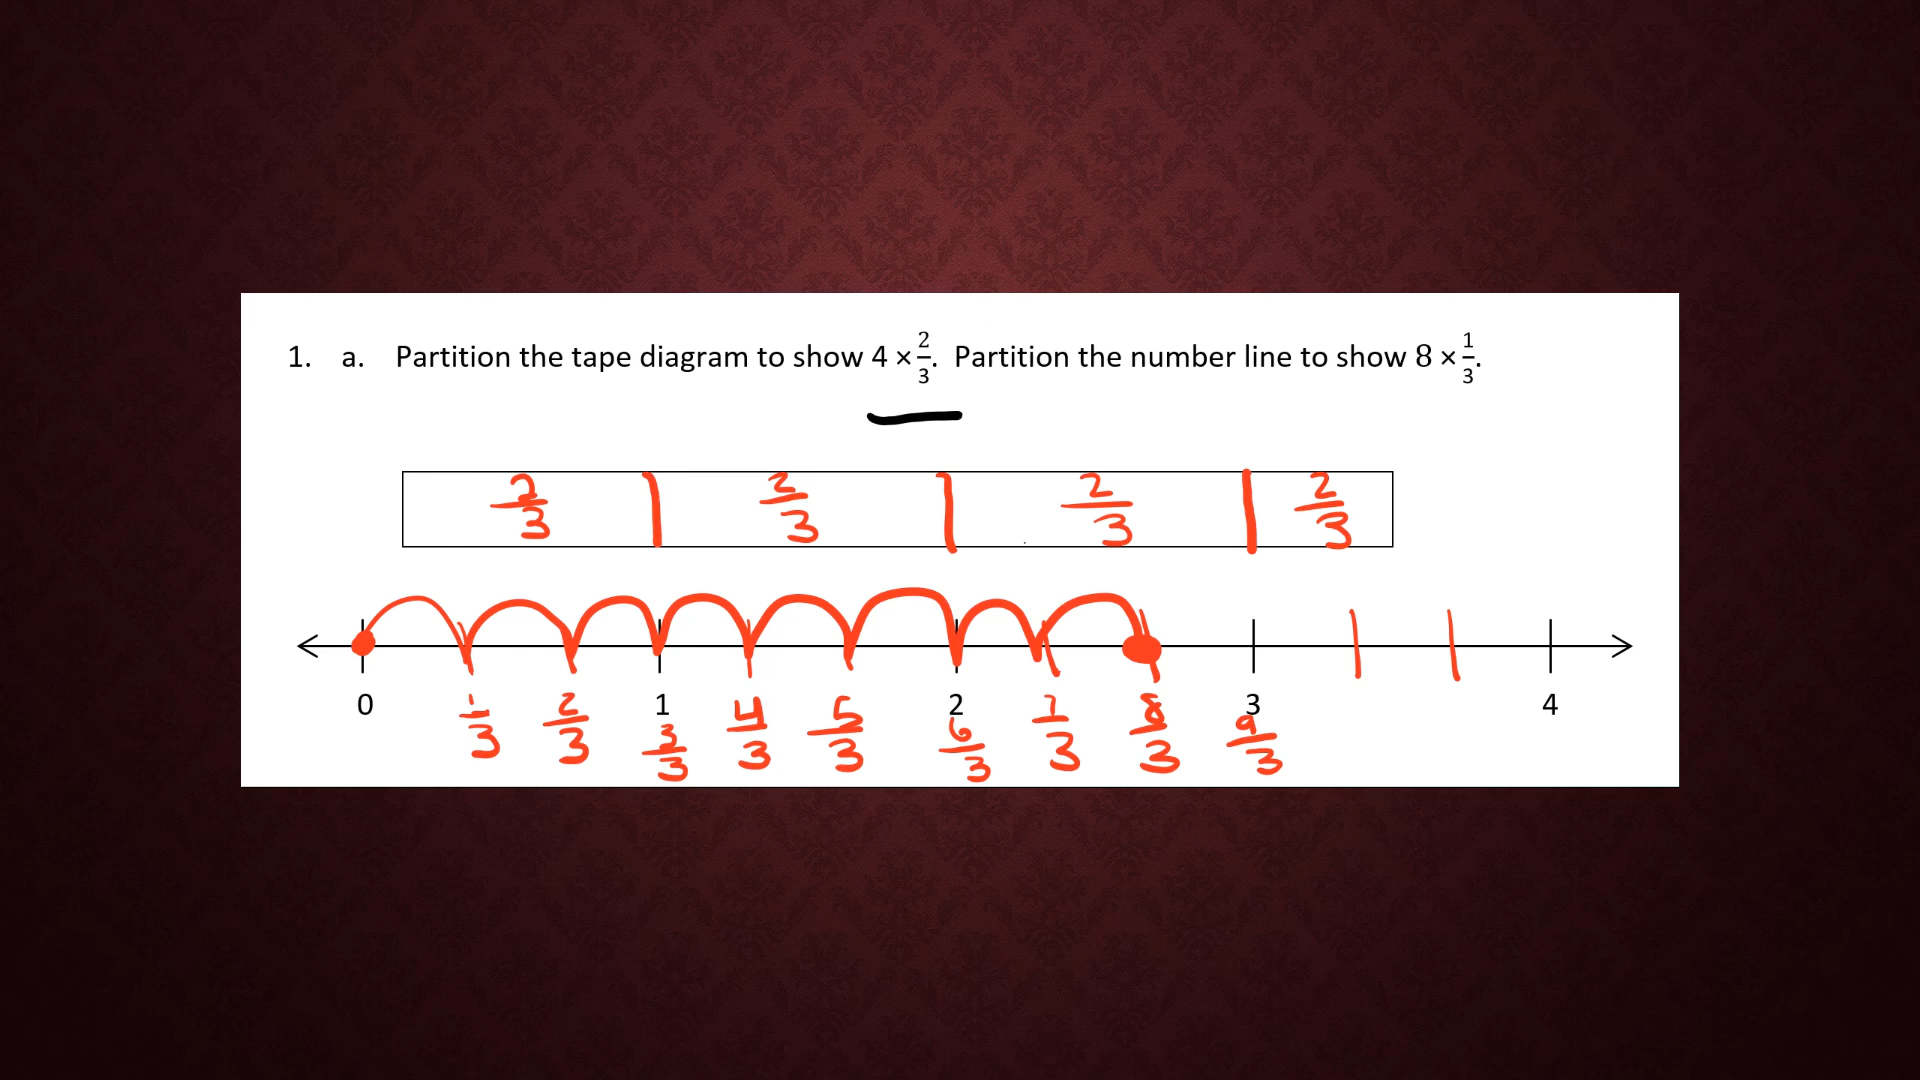 1. a. Partition the tape diagram to show 4 × 2/3. Partition the number line to show 8 × 1/3.
2/3 2/3 2/3 2/3
0 1 2 3 4
1/3 2/3 3/3 4/3 5/3 6/3 7/3 8/3 9/3